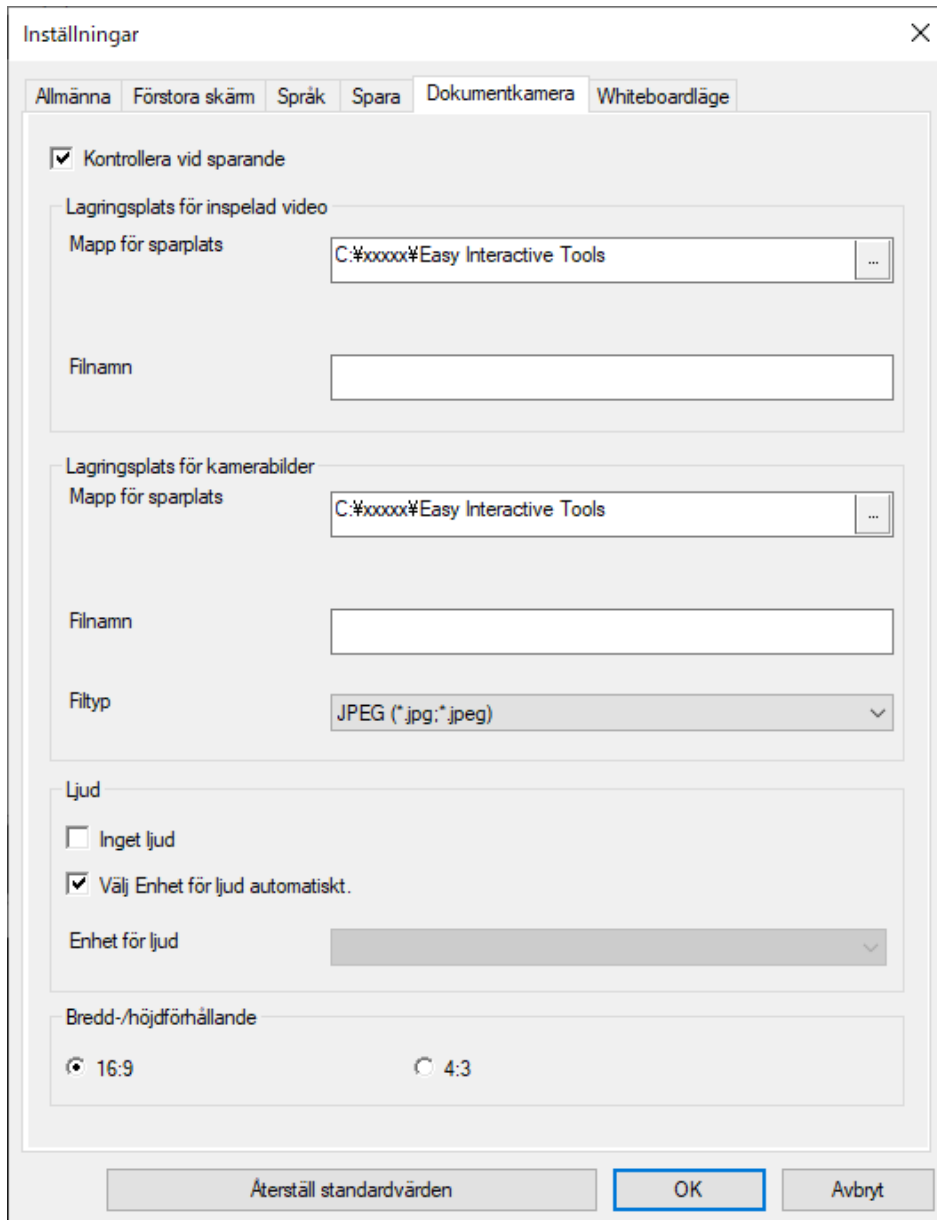 Inställningar
Allmänna Förstora skärm Språk Spara Dokumentkamera Whiteboardläge
Kontrollera vid sparande
Lagringsplats för inspelad video
Mapp för sparplats C:¥xxxxx¥Easy Interactive Tools ...
Filnamn
Lagringsplats för kamerabilder
Mapp för sparplats C:¥xxxxx¥Easy Interactive Tools ...
Filnamn
Filtyp JPEG (*.jpg;*.jpeg)
Ljud
Inget ljud
Välj Enhet för ljud automatiskt.
Enhet för ljud
Bredd-/höjdförhållande
16:9 4:3
Återställ standardvärden OK Avbryt